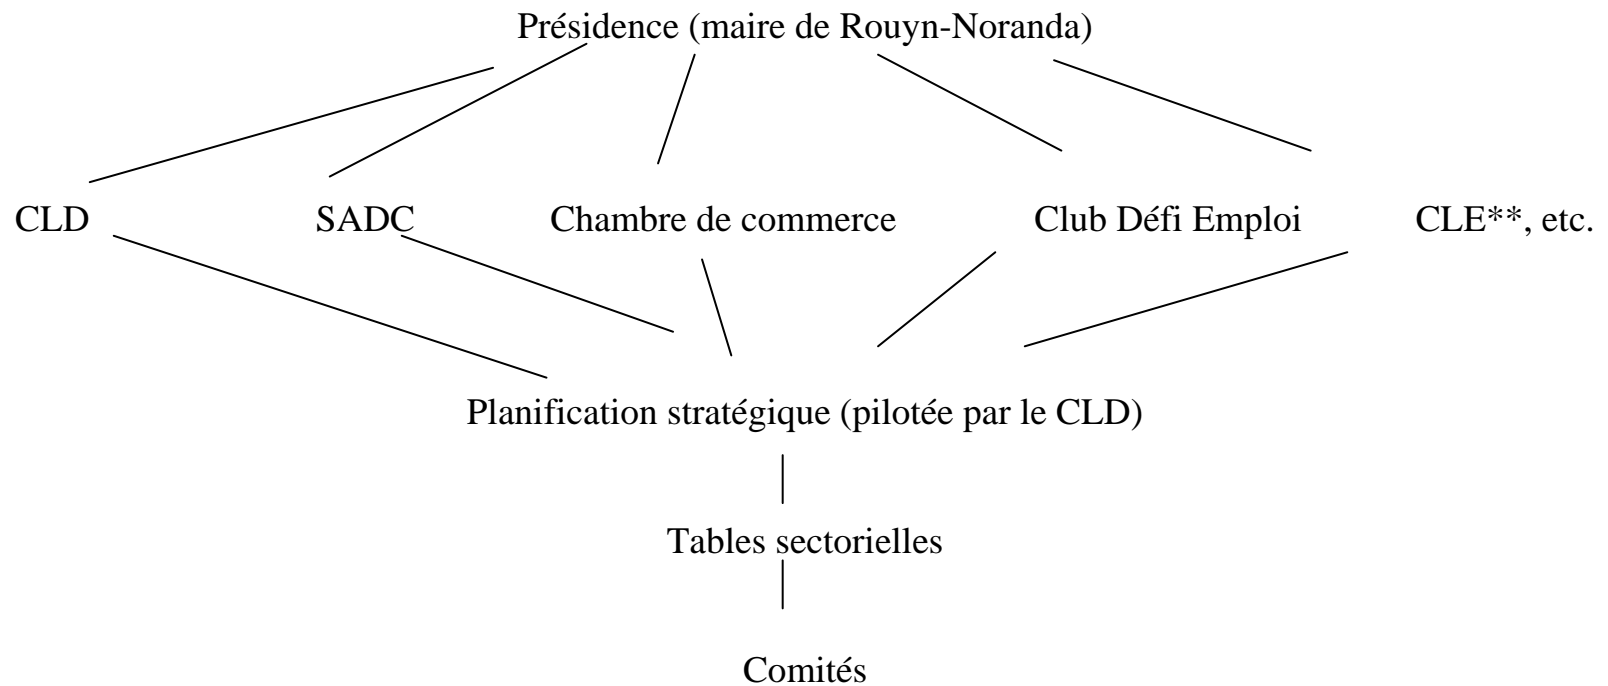 Présidence (maire de Rouyn-Noranda)
CLD SADC Chambre de commerce Club Défi Emploi CLE**, etc.
Planification stratégique (pilotée par le CLD)
Tables sectorielles
Comités